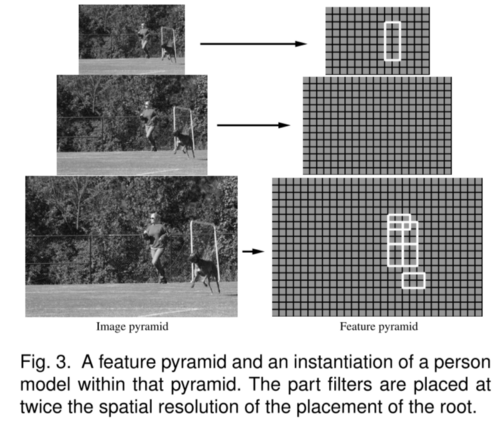 Image pyramid
Feature pyramid
Fig. 3. A feature pyramid and an instantiation of a person
model within that pyramid. The part filters are placed at
twice the spatial resolution of the placement of the root.